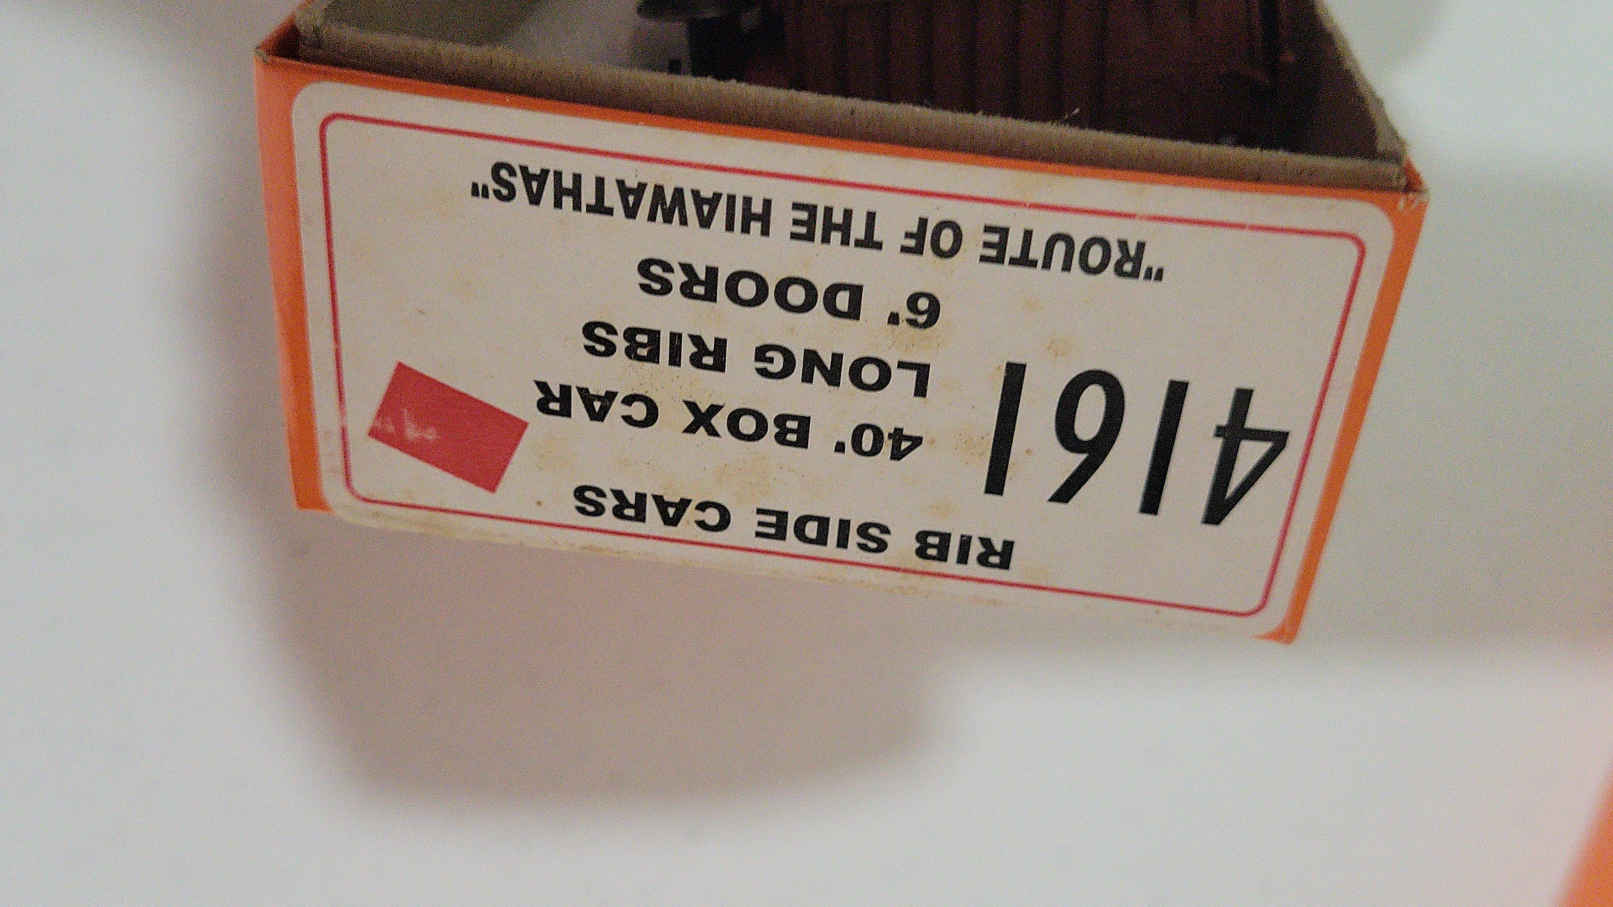 RIB SIDE CARS
4161
40' BOX CAR
LONG RIBS
6' DOORS
"ROUTE OF THE HIAWATHAS"